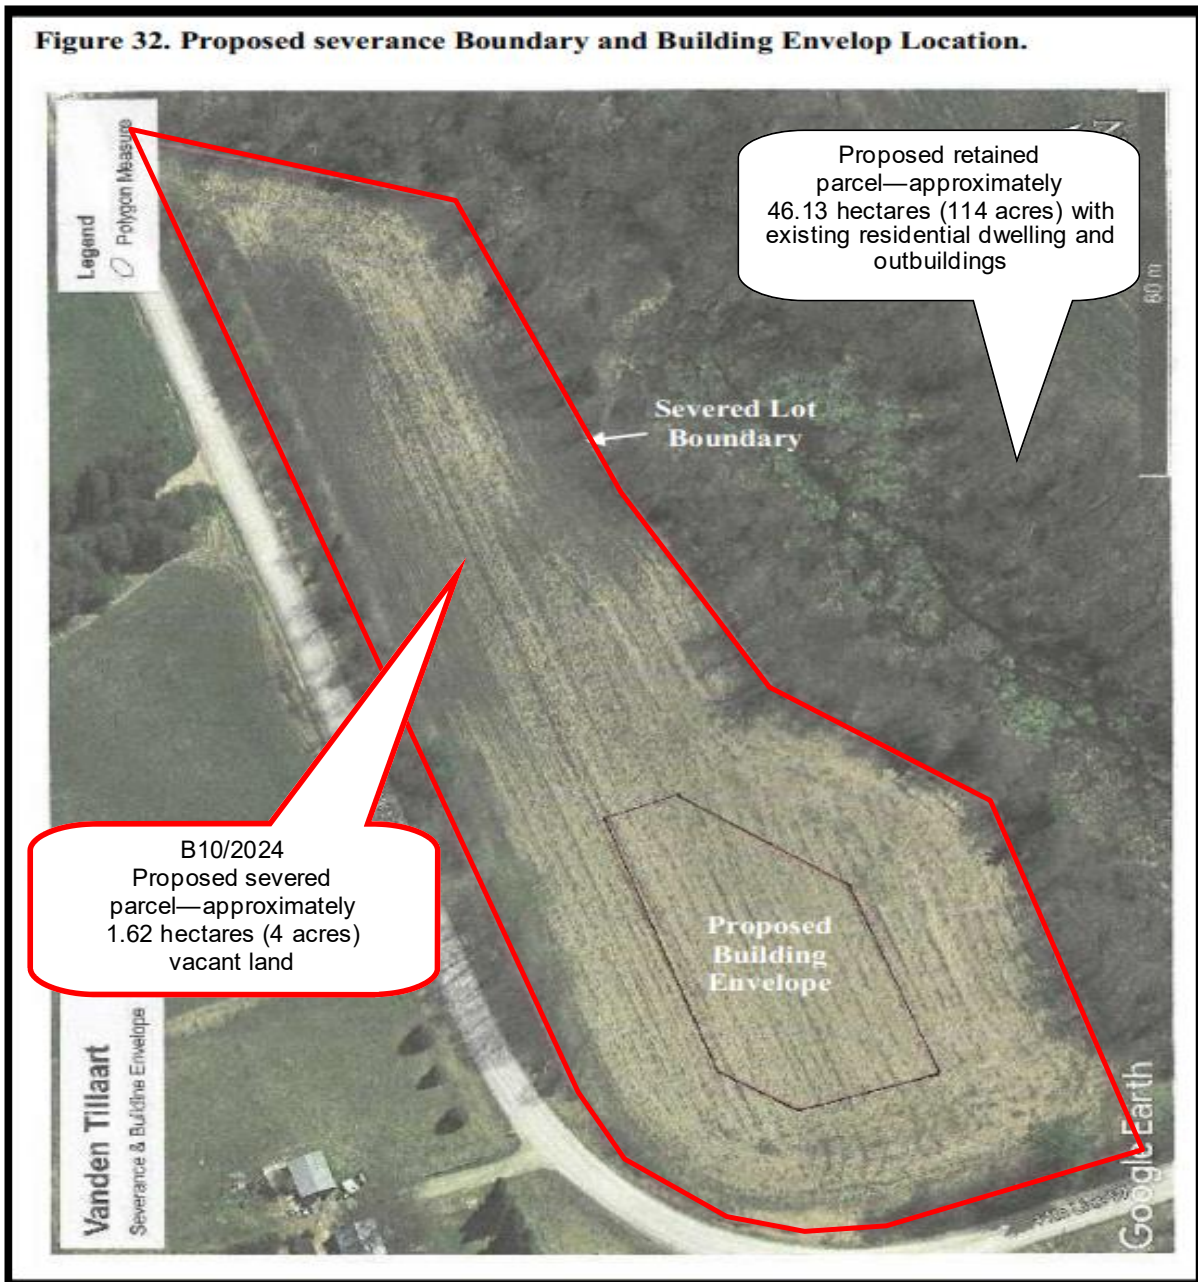 Figure 32. Proposed severance Boundary and Building Envelop Location.
Legend
Polygon Measure
Proposed retained
parcel—approximately
46.13 hectares (114 acres) with
existing residential dwelling and
outbuildings
80 m
Severed Lot
Boundary
B10/2024
Proposed severed
parcel—approximately
1.62 hectares (4 acres)
vacant land
Proposed
Building
Envelope
Vanden Tillaart
Severance & Building Envelope
Google Earth